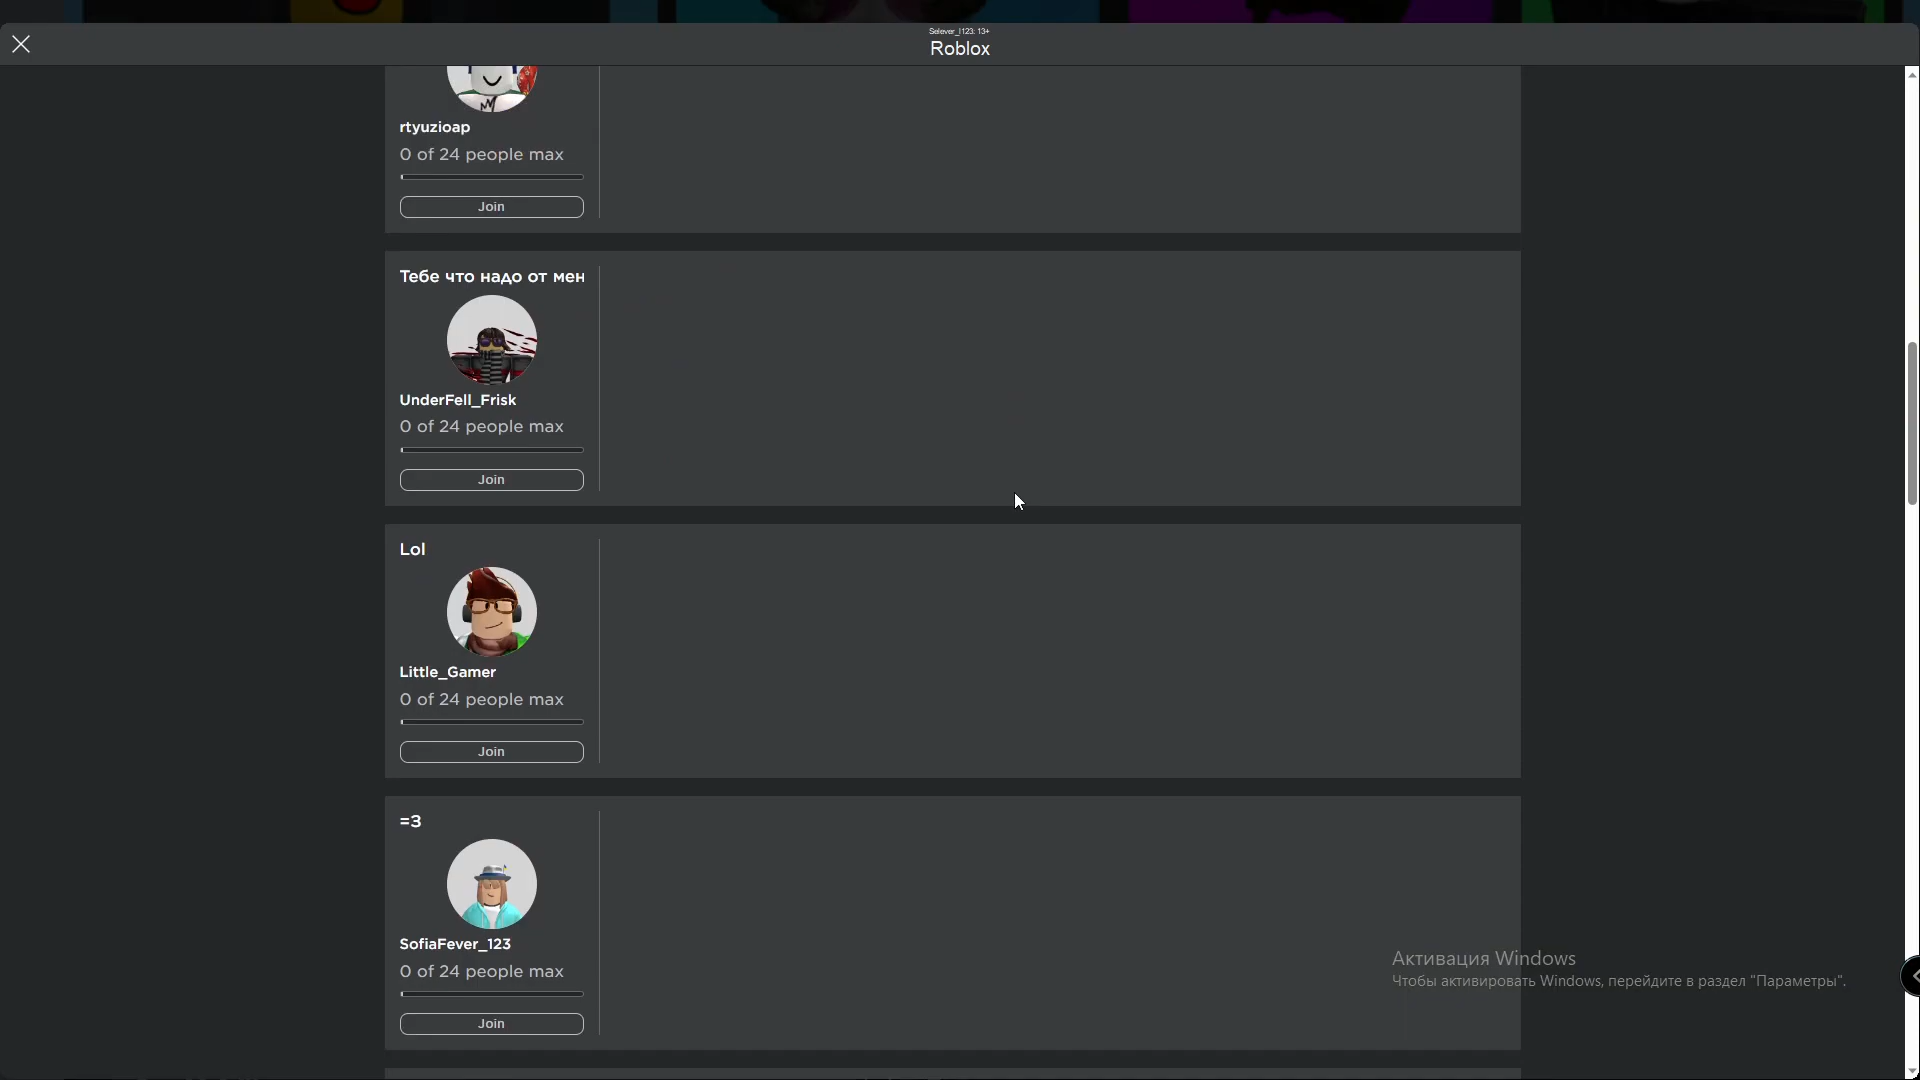 Selever_l123: 13+
Roblox
rtyuzioap
0 of 24 people max
Join
Тебе что надо от мен
UnderFell_Frisk
0 of 24 people max
Join
Lol
Little_Gamer
0 of 24 people max
Join
=3
SofiaFever_123
0 of 24 people max
Join
Активация Windows
Чтобы активировать Windows, перейдите в раздел "Параметры".